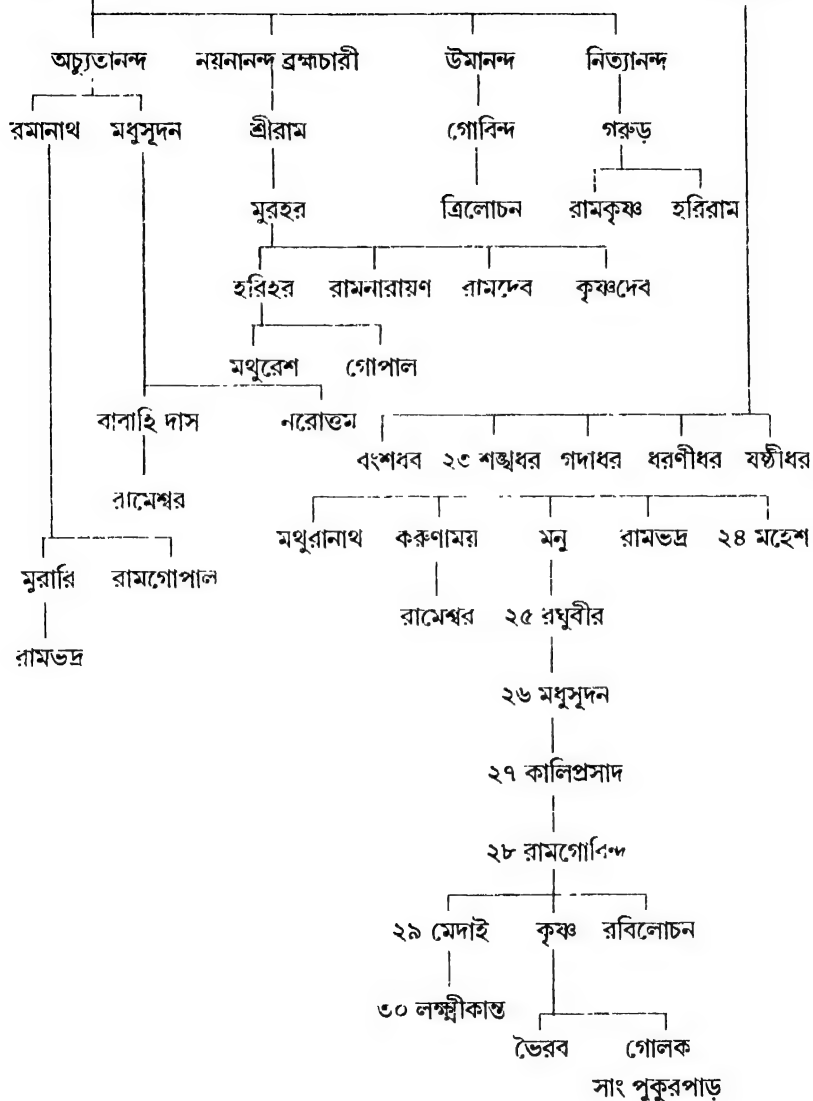 অচ্যুতানন্দ নয়নানন্দ ব্রহ্মচারী উমানন্দ নিত্যানন্দ
রমানাথ মধুসূদন শ্রীরাম গোবিন্দ গরুড়
মুরহর ত্রিলোচন রামকৃষ্ণ হরিরাম
হরিহর রামনারায়ণ রামদেব কৃষ্ণদেব
মথুরেশ গোপাল
বাবাহি দাস নরোত্তম
বংশধব ২৩ শঙ্খধর গদাধর ধরণীধর যষ্ঠীধর
রামেশ্বর
মথুরানাথ করুণাময় মনু রামভদ্র ২৪ মহেশ
মুরারি রামগোপাল
রামেশ্বর ২৫ রঘুবীর
রামভদ্র
২৬ মধুসূদন
২৭ কালিপ্রসাদ
২৮ রামগোবিন্দ
২৯ মেদাই কৃষ্ণ রবিলোচন
৩০ লক্ষ্মীকান্ত
ভৈরব গোলক
সাং পুকুরপাড়